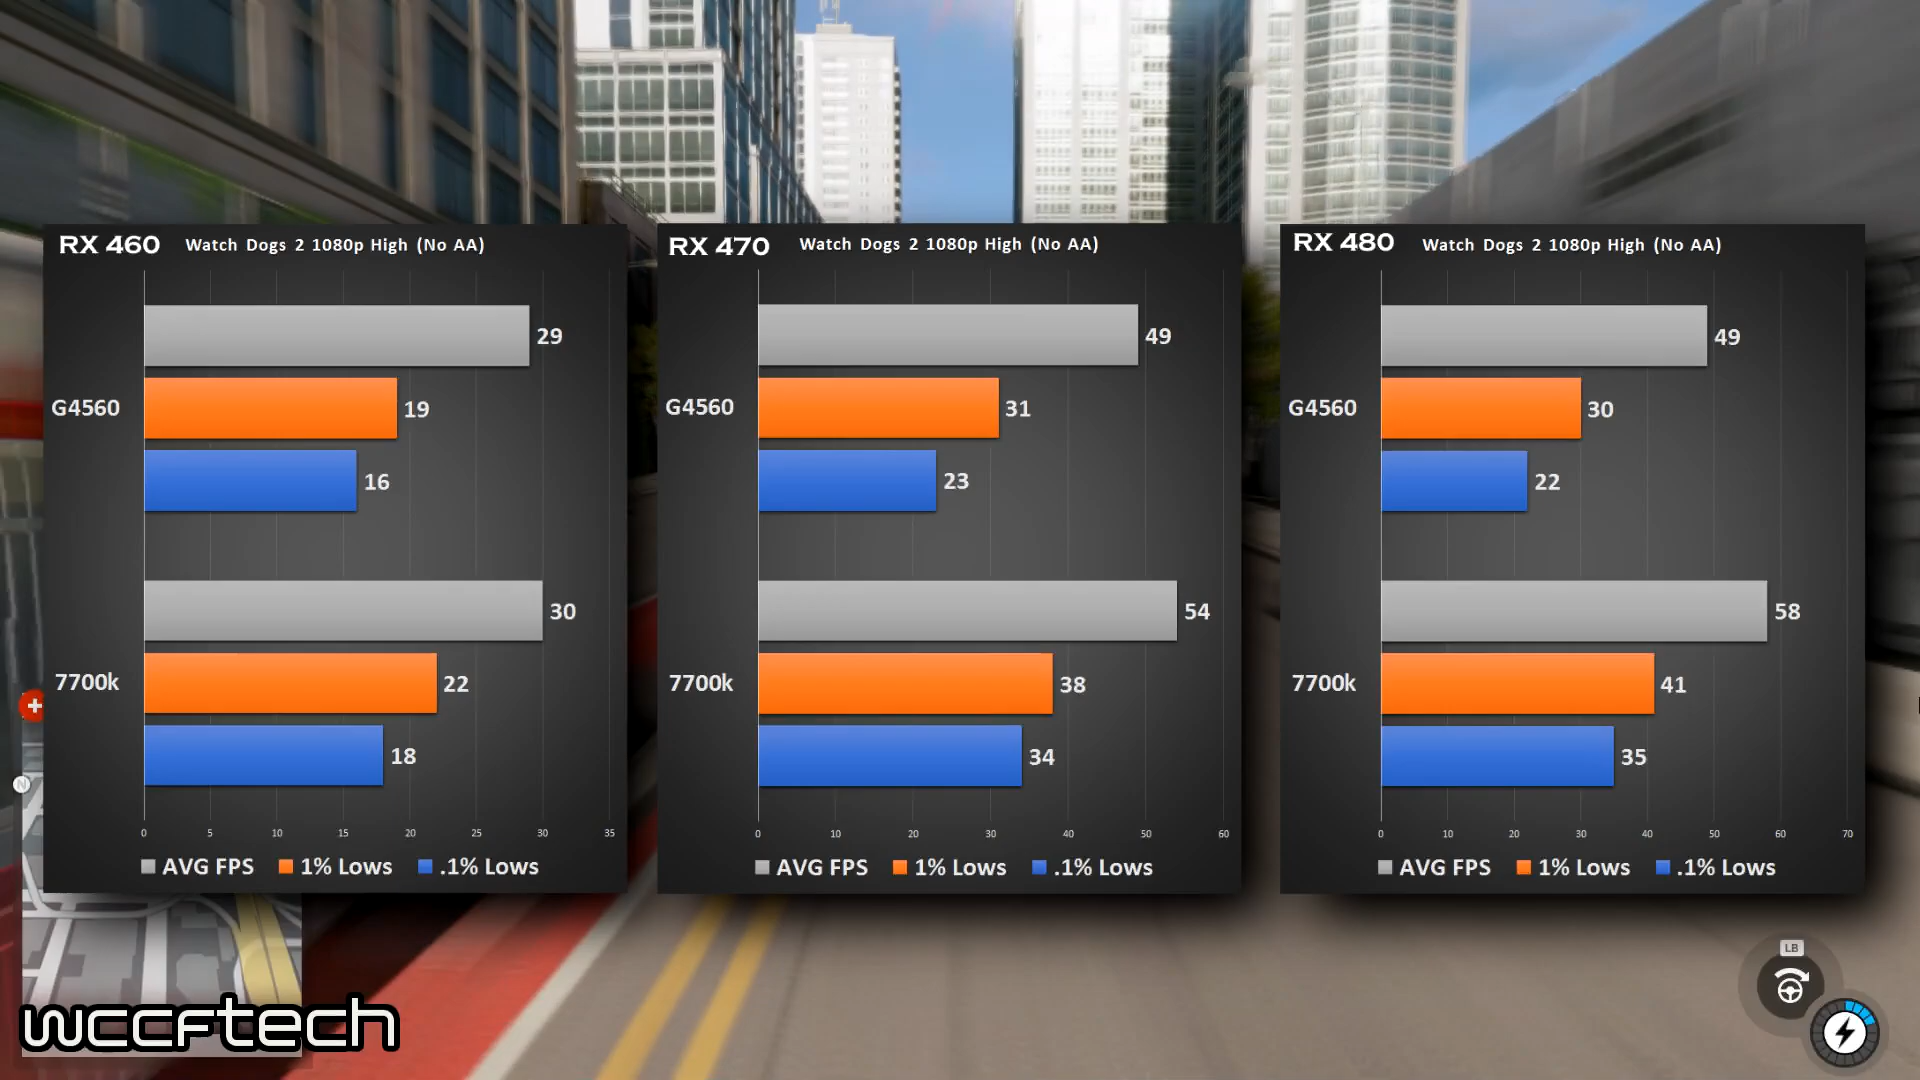 RX 460 Watch Dogs 2 1080p High (No AA)
29
G4560
19
16
30
7700k
22
18
0 5 10 15 20 25 30 35
AVG FPS 1% Lows .1% Lows
RX 470 Watch Dogs 2 1080p High (No AA)
49
G4560
31
23
54
7700k
38
34
0 10 20 30 40 50 60
AVG FPS 1% Lows .1% Lows
RX 480 Watch Dogs 2 1080p High (No AA)
49
G4560
30
22
58
7700k
41
35
0 10 20 30 40 50 60 70
AVG FPS 1% Lows .1% Lows
N
LB
wccftech